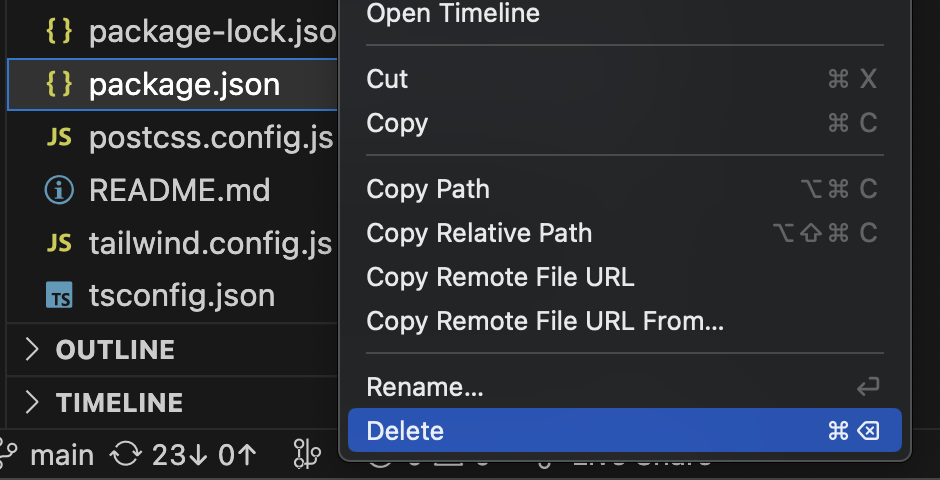 Open Timeline
{} package-lock.jso
Cut ⌘ X
{} package.json
Copy ⌘ C
JS postcss.config.js
Copy Path ⌥⌘ C
README.md
Copy Relative Path ⌥⇧⌘ C
JS tailwind.config.js
Copy Remote File URL
TS tsconfig.json
Copy Remote File URL From...
OUTLINE
Rename...
TIMELINE
Delete ⌘⌫
main 23↓ 0↑